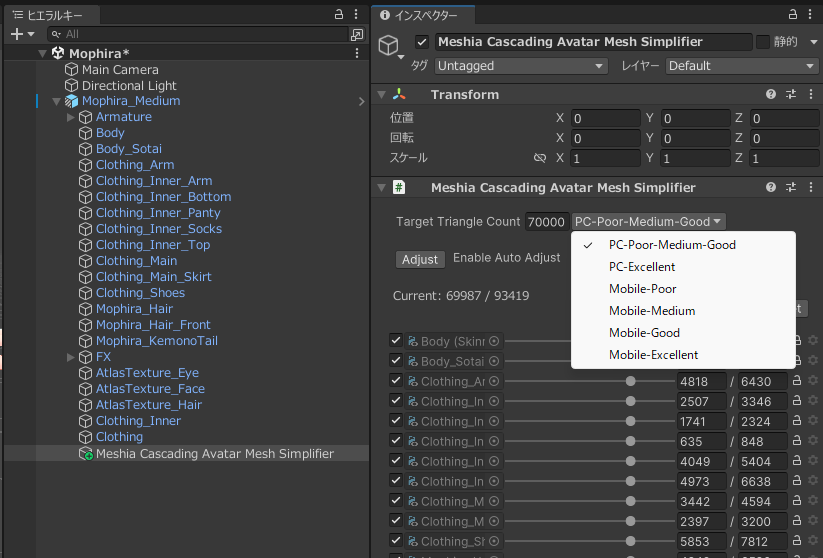 ヒエラルキー
All
Mophira*
Main Camera
Directional Light
Mophira_Medium
Armature
Body
Body_Sotai
Clothing_Arm
Clothing_Inner_Arm
Clothing_Inner_Bottom
Clothing_Inner_Panty
Clothing_Inner_Socks
Clothing_Inner_Top
Clothing_Main
Clothing_Main_Skirt
Clothing_Shoes
Mophira_Hair
Mophira_Hair_Front
Mophira_KemonoTail
FX
AtlasTexture_Eye
AtlasTexture_Face
AtlasTexture_Hair
Clothing_Inner
Clothing
Meshia Cascading Avatar Mesh Simplifier
インスペクター
Meshia Cascading Avatar Mesh Simplifier 静的
タグ Untagged レイヤー Default
Transform
位置 X 0 Y 0 Z 0
回転 X 0 Y 0 Z 0
スケール X 1 Y 1 Z 1
Meshia Cascading Avatar Mesh Simplifier
Target Triangle Count 70000 PC-Poor-Medium-Good
PC-Poor-Medium-Good
PC-Excellent
Mobile-Poor
Mobile-Medium
Mobile-Good
Mobile-Excellent
Adjust Enable Auto Adjust
Current: 69987 / 93419
Body (Skinn
Body_Sotai
Clothing_Ar 4818 / 6430
Clothing_In 2507 / 3346
Clothing_In 1741 / 2324
Clothing_In 635 / 848
Clothing_In 4049 / 5404
Clothing_In 4973 / 6638
Clothing_M 3442 / 4594
Clothing_M 2397 / 3200
Clothing_Sh 5853 / 7812